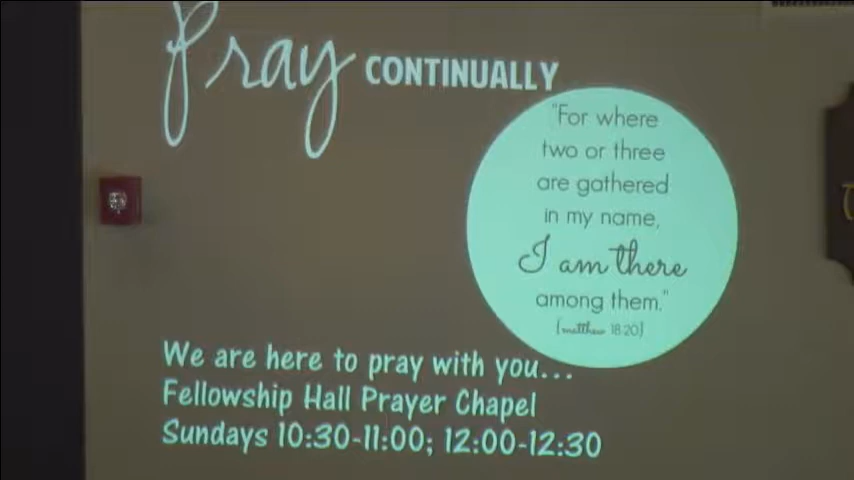 Pray CONTINUALLY
"For where
two or three
are gathered
in my name,
I am there
among them."
{matthew 18:20}
We are here to pray with you...
Fellowship Hall Prayer Chapel
Sundays 10:30-11:00; 12:00-12:30